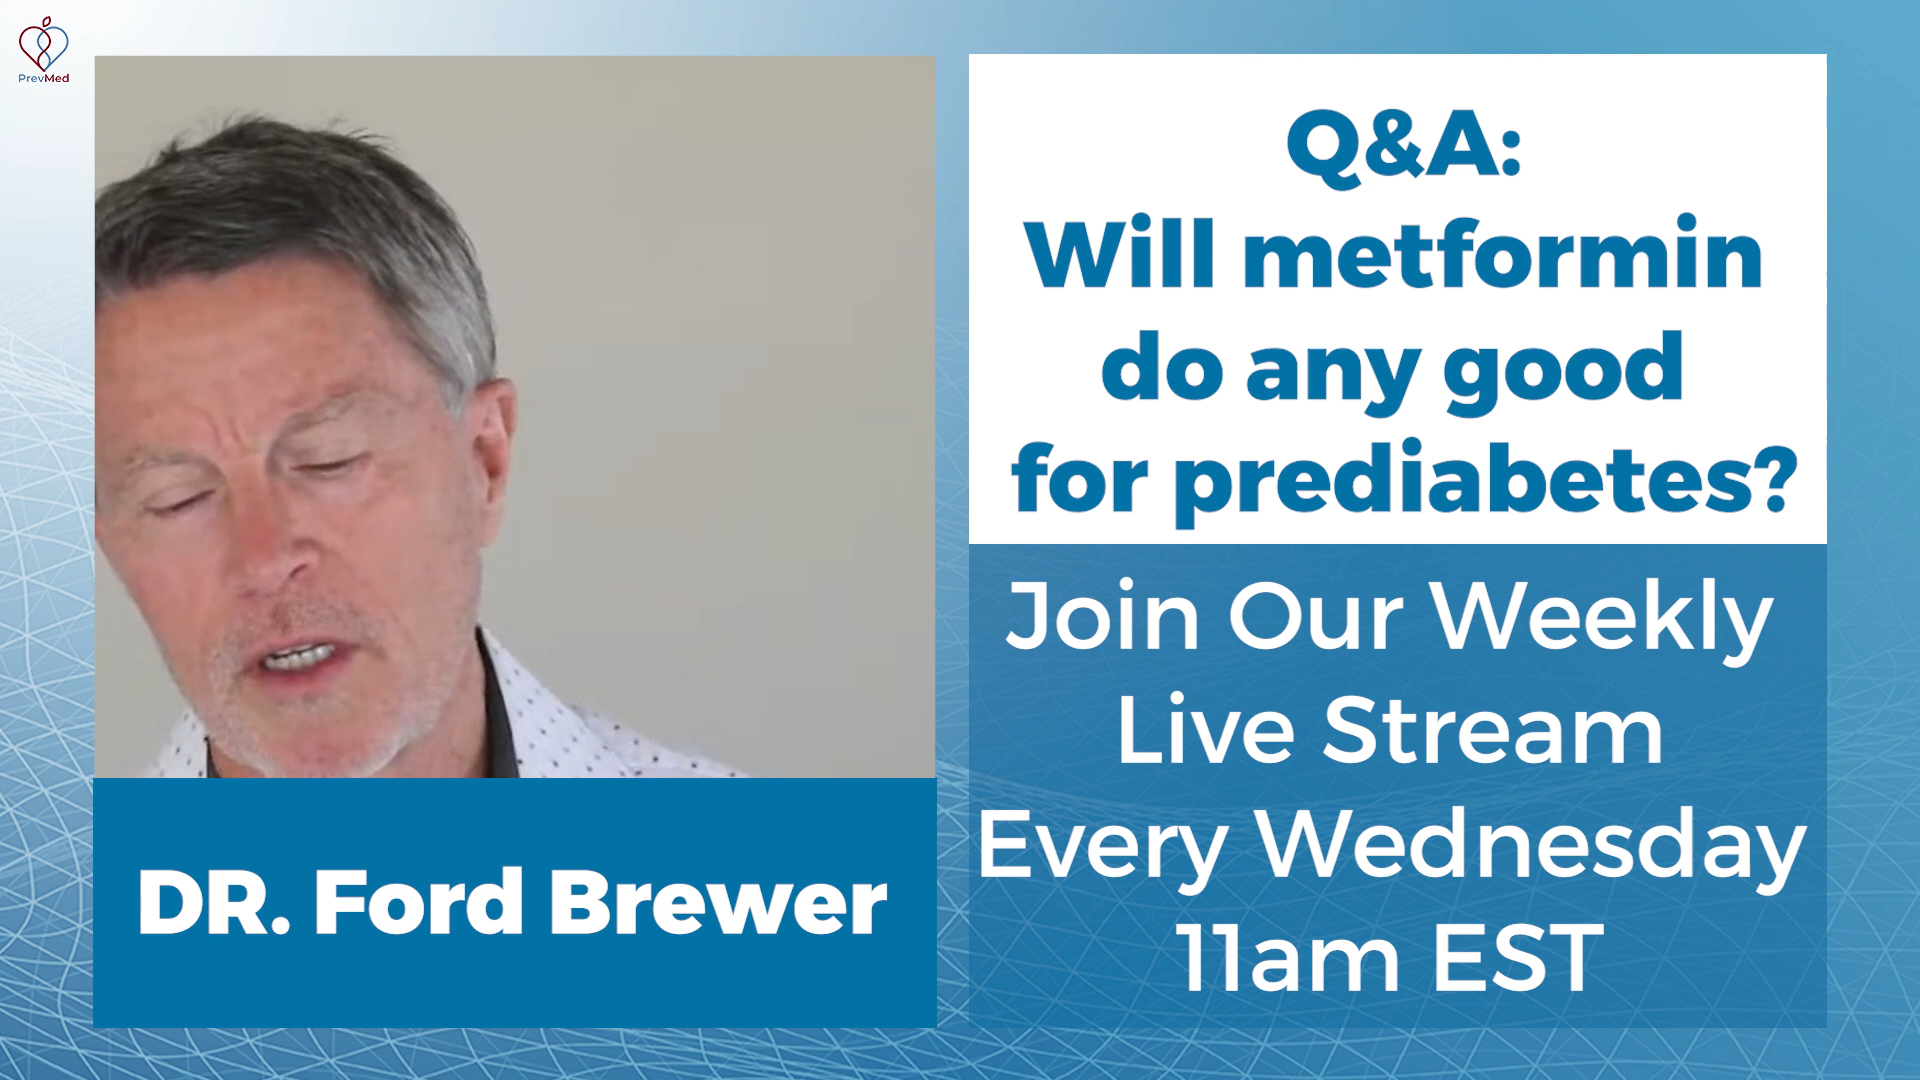 PrevMed
Q&A:
Will metformin
do any good
for prediabetes?
Join Our Weekly
Live Stream
Every Wednesday
11am EST
DR. Ford Brewer